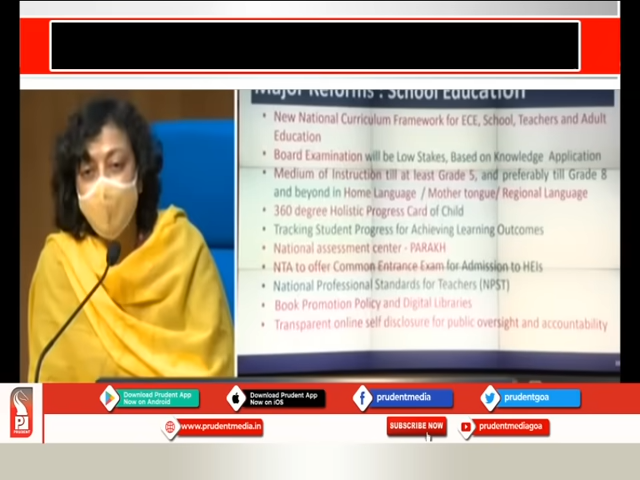 Major Reforms : School Education
• New National Curriculum Framework for ECE, School, Teachers and Adult
Education
• Board Examination will be Low Stakes, Based on Knowledge Application
• Medium of Instruction till at least Grade 5, and preferably till Grade 8
and beyond in Home Language / Mother tongue/ Regional Language
• 360 degree Holistic Progress Card of Child
• Tracking Student Progress for Achieving Learning Outcomes
• National assessment center - PARAKH
• NTA to offer Common Entrance Exam for Admission to HEIs
• National Professional Standards for Teachers (NPST)
• Book Promotion Policy and Digital Libraries
• Transparent online self disclosure for public oversight and accountability
PRUDENT
Download Prudent App
Now on Android
Download Prudent App
Now on iOS
prudentmedia
prudentgoa
www.prudentmedia.in
SUBSCRIBE NOW
prudentmediagoa